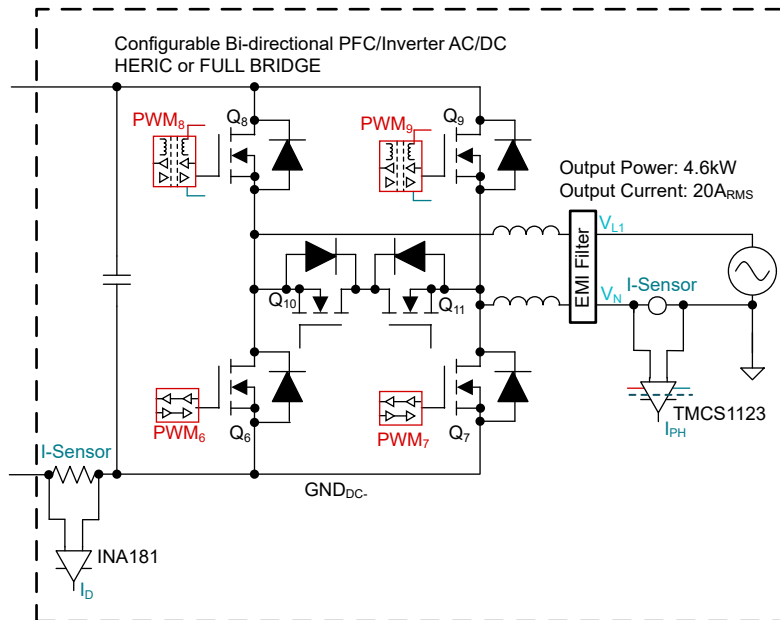 Configurable Bi-directional PFC/Inverter AC/DC
HERIC or FULL BRIDGE
PWM8
Q8
PWM9
Q9
Output Power: 4.6kW
Output Current: 20ARMS
VL1
EMI Filter
VN
I-Sensor
Q10
Q11
TMCS1123
IPH
PWM6
Q6
PWM7
Q7
I-Sensor
GNDDC-
INA181
ID